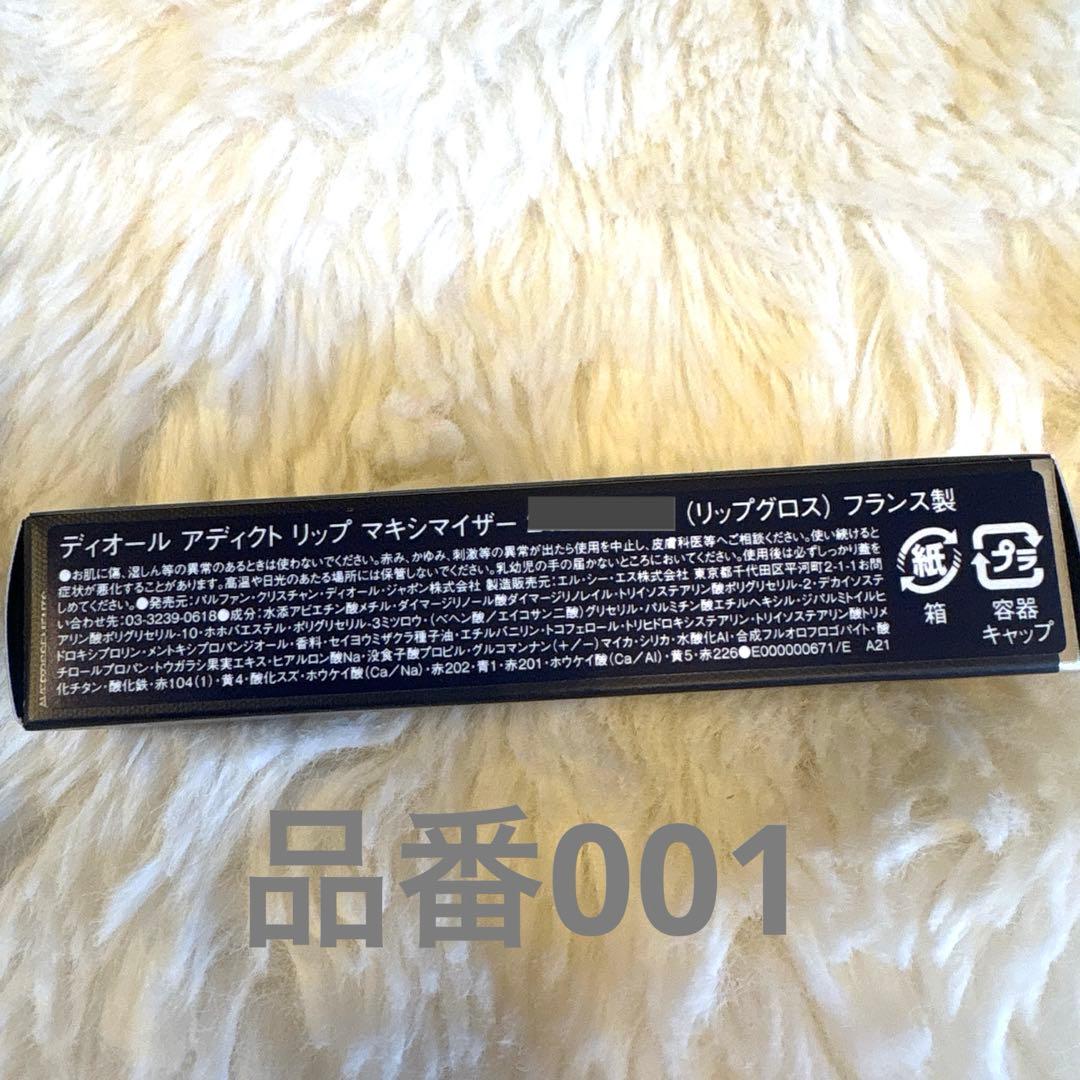 ディオール アディクト リップ マキシマイザー (リップグロス) フランス製
●お肌に傷、湿しん等の異常のあるときは使わないでください。赤み、かゆみ、刺激等の異常が出たら使用を中止し、皮膚科医等へご相談ください。使い続けると
症状が悪化することがあります。高温や日光のあたる場所には保管しないでください。乳幼児の手の届かないところにおいてください。使用後は必ずしっかり蓋を
しめてください。●発売元:パルファン・クリスチャン・ディオール・ジャポン株式会社 製造販売元:エル・シー・エス株式会社 東京都千代田区平河町2-1-1お問
い合わせ先:03-3239-0618●成分:水添アビエチン酸メチル・ダイマージリノール酸ダイマージリノレイル・トリイソステアリン酸ポリグリセリル-2・デカイソステ
アリン酸ポリグリセリル-10・ホホバエステル・ポリグリセリル-3ミツロウ・(ベヘン酸/エイコサン二酸)グリセリル・パルミチン酸エチルヘキシル・ジパルミトイルヒ
ドロキシプロリン・メントキシプロパンジオール・香料・セイヨウミザクラ種子油・エチルバニリン・トコフェロール・トリヒドロキシステアリン・トリイソステアリン酸トリメ
チロールプロパン・トウガラシ果実エキス・ヒアルロン酸Na・没食子酸プロピル・グルコマンナン(+/-)マイカ・シリカ・水酸化Al・合成フルオロフロゴパイト・酸
化チタン・酸化鉄・赤104(1)・黄4・酸化スズ・ホウケイ酸(Ca/Na)・赤202・青1・赤201・ホウケイ酸(Ca/Al)・黄5・赤226●E000000671/E A21
紙
箱
プラ
容器
キャップ
品番001